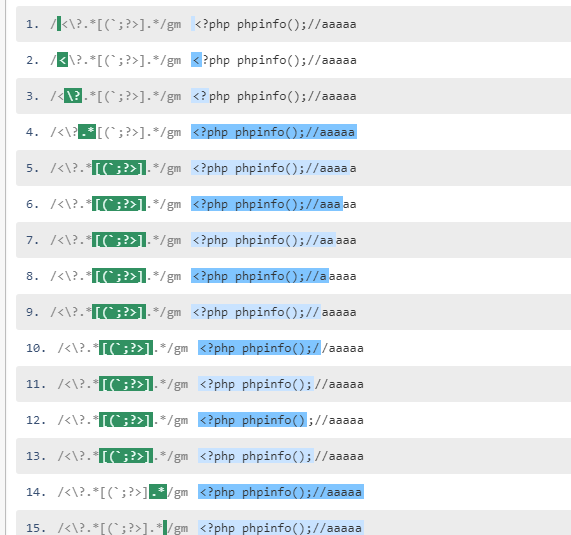 1. /<\?.*[(`;?>].*/gm <?php phpinfo();//aaaaa
2. /<\?.*[(`;?>].*/gm <?php phpinfo();//aaaaa
3. /<\?.*[(`;?>].*/gm <?php phpinfo();//aaaaa
4. /<\?.*[(`;?>].*/gm <?php phpinfo();//aaaaa
5. /<\?.*[(`;?>].*/gm <?php phpinfo();//aaaaa
6. /<\?.*[(`;?>].*/gm <?php phpinfo();//aaaaa
7. /<\?.*[(`;?>].*/gm <?php phpinfo();//aaaaa
8. /<\?.*[(`;?>].*/gm <?php phpinfo();//aaaaa
9. /<\?.*[(`;?>].*/gm <?php phpinfo();//aaaaa
10. /<\?.*[(`;?>].*/gm <?php phpinfo();//aaaaa
11. /<\?.*[(`;?>].*/gm <?php phpinfo();//aaaaa
12. /<\?.*[(`;?>].*/gm <?php phpinfo();//aaaaa
13. /<\?.*[(`;?>].*/gm <?php phpinfo();//aaaaa
14. /<\?.*[(`;?>].*/gm <?php phpinfo();//aaaaa
15. /<\?.*[(`;?>].*/gm <?php phpinfo();//aaaaa